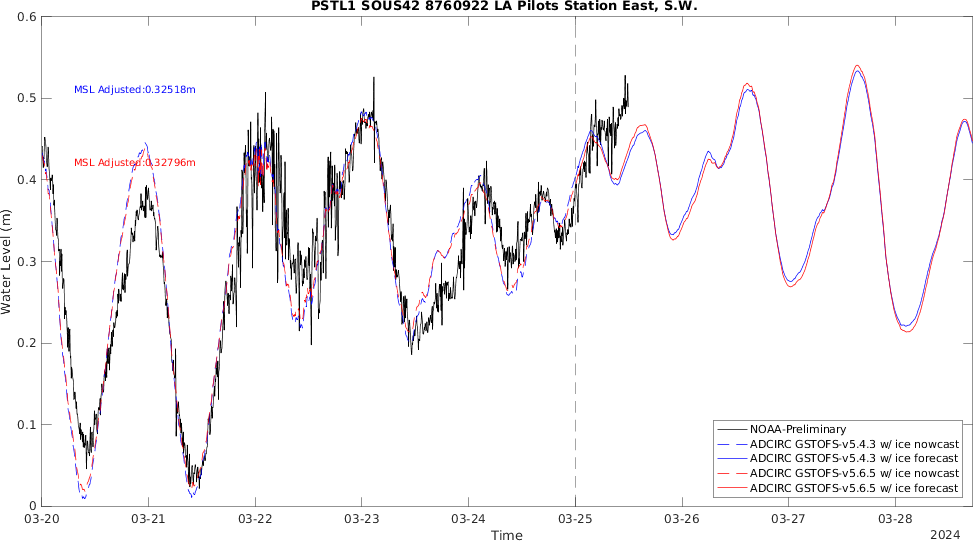 PSTL1 SOUS42 8760922 LA Pilots Station East, S.W.
0.6
0.5
0.4
0.3
0.2
0.1
0
Water Level (m)
MSL Adjusted:0.32518m
MSL Adjusted:0.32796m
NOAA-Preliminary
ADCIRC GSTOFS-v5.4.3 w/ ice nowcast
ADCIRC GSTOFS-v5.4.3 w/ ice forecast
ADCIRC GSTOFS-v5.6.5 w/ ice nowcast
ADCIRC GSTOFS-v5.6.5 w/ ice forecast
03-20 03-21 03-22 03-23 03-24 03-25 03-26 03-27 03-28
Time
2024